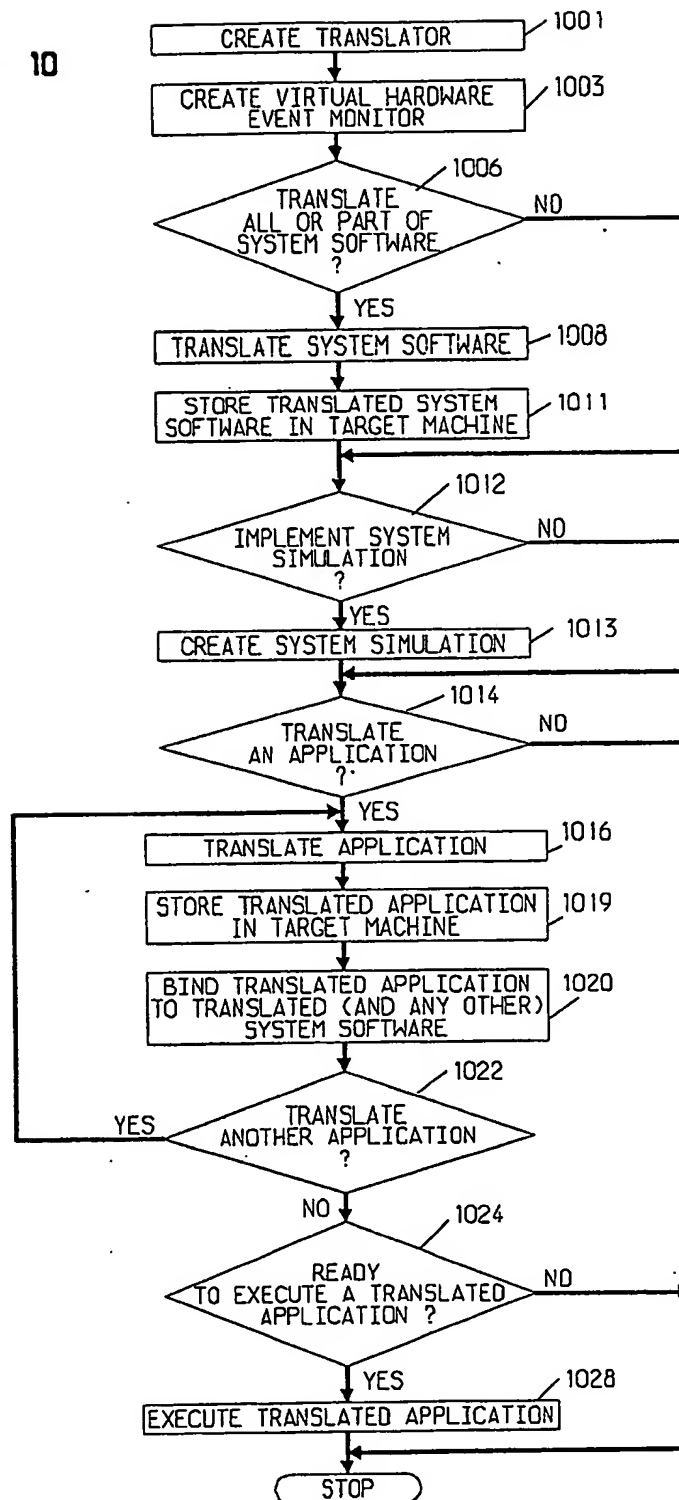 10
CREATE TRANSLATOR
1001
CREATE VIRTUAL HARDWARE
EVENT MONITOR
1003
1006
TRANSLATE
ALL OR PART OF
SYSTEM SOFTWARE
?
NO
YES
TRANSLATE SYSTEM SOFTWARE
1008
STORE TRANSLATED SYSTEM
SOFTWARE IN TARGET MACHINE
1011
1012
IMPLEMENT SYSTEM
SIMULATION
?
NO
YES
CREATE SYSTEM SIMULATION
1013
1014
TRANSLATE
AN APPLICATION
?
NO
YES
TRANSLATE APPLICATION
1016
STORE TRANSLATED APPLICATION
IN TARGET MACHINE
1019
BIND TRANSLATED APPLICATION
TO TRANSLATED (AND ANY OTHER)
SYSTEM SOFTWARE
1020
1022
YES
TRANSLATE
ANOTHER APPLICATION
?
NO
1024
READY
TO EXECUTE A TRANSLATED
APPLICATION ?
NO
YES
1028
EXECUTE TRANSLATED APPLICATION
STOP